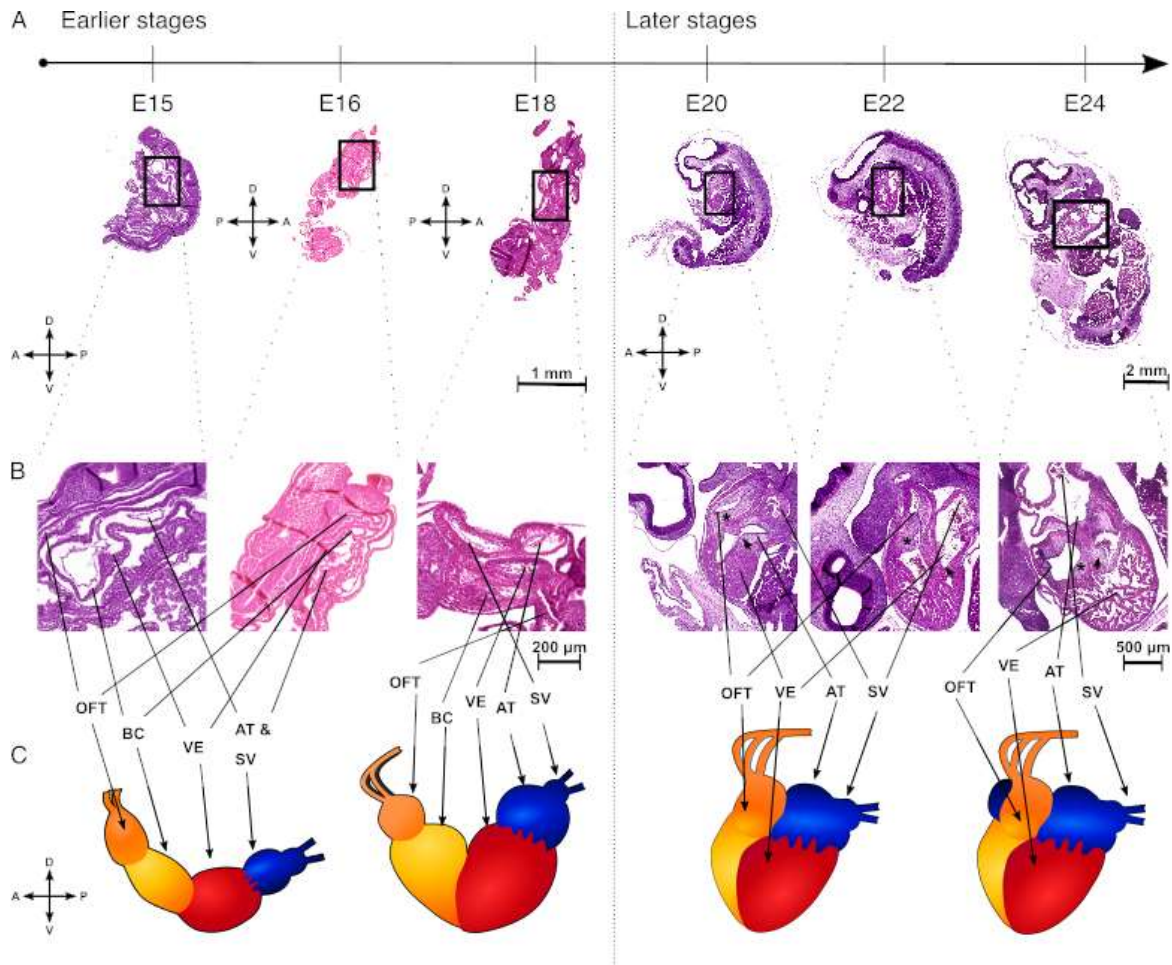 A Earlier stages Later stages
E15 E16 E18 E20 E22 E24
D
P A
V
D
P A
V
D
A P
V
1 mm
D
A P
V
2 mm
B
*
*
*
200 µm
500 µm
OFT
BC
VE
AT &
SV
OFT
BC
VE
AT
SV
OFT
VE
AT
SV
OFT
VE
AT
SV
C
D
A P
V